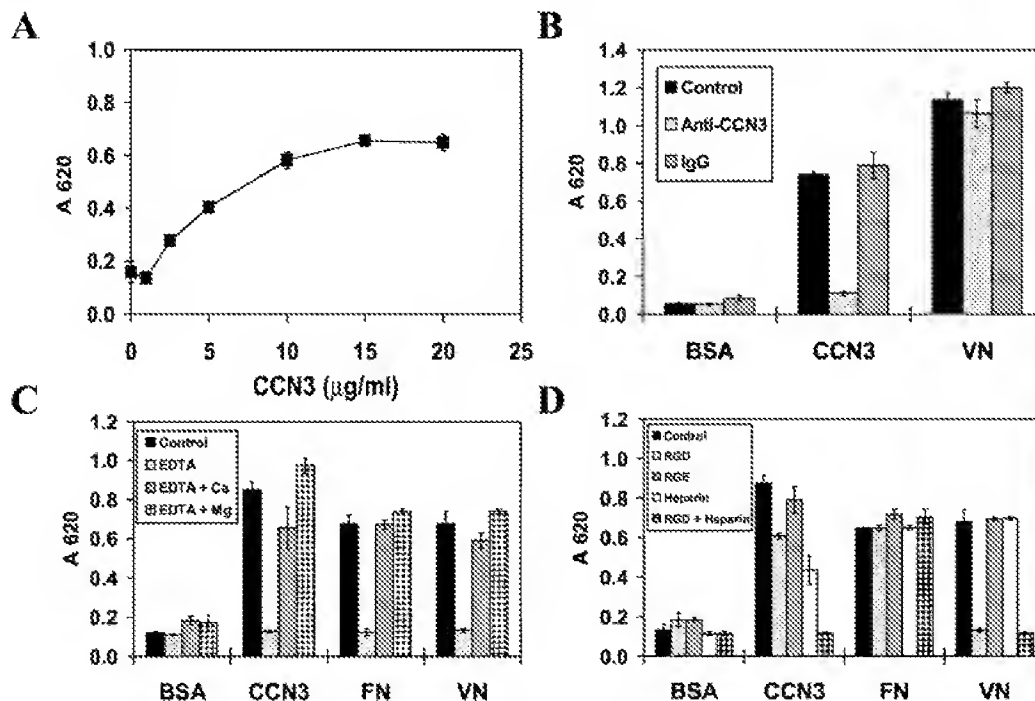 A
1.0
0.8
0.6
0.4
0.2
0.0
A 620
0 5 10 15 20 25
CCN3 (µg/ml)
B
1.4
1.2
1.0
0.8
0.6
0.4
0.2
0.0
A 620
Control
Anti-CCN3
IgG
BSA CCN3 VN
C
1.2
1.0
0.8
0.6
0.4
0.2
0.0
A 620
Control
EDTA
EDTA + Ca
EDTA + Mg
BSA CCN3 FN VN
D
1.2
1.0
0.8
0.6
0.4
0.2
0.0
A 620
Control
RGD
RGE
Heparin
RGD + Heparin
BSA CCN3 FN VN